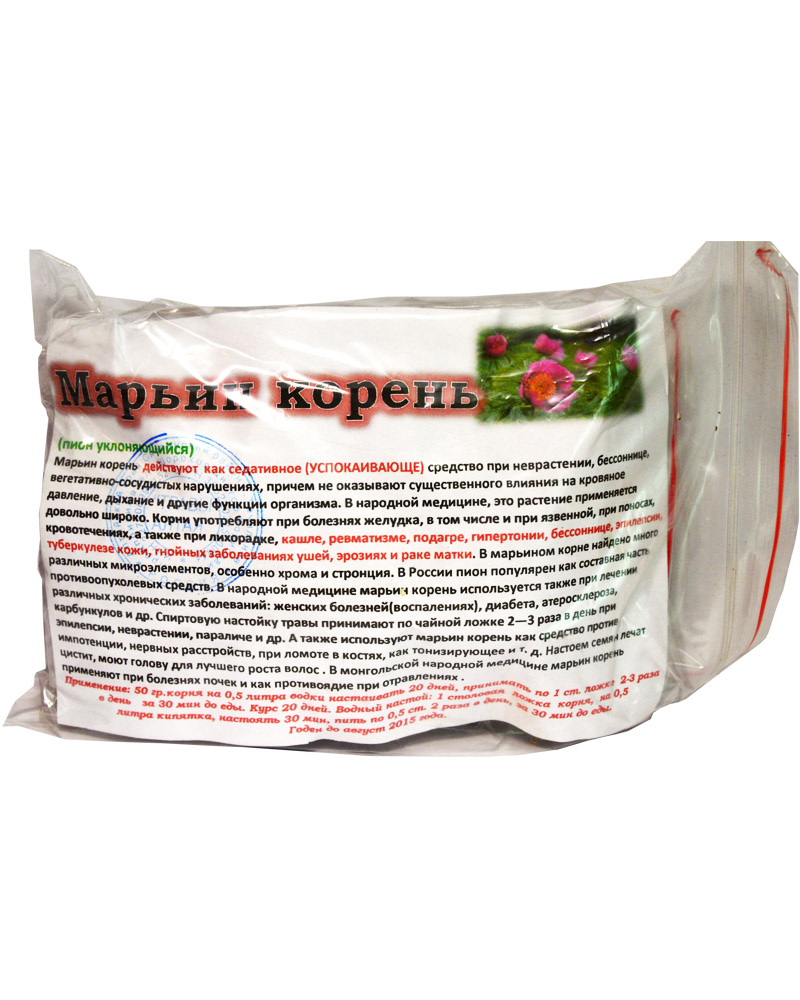 Марьин корень
(пион уклоняющийся)
Марьин корень действуют как седативное (УСПОКАИВАЮЩЕ) средство при неврастении, бессоннице,
вегетативно-сосудистых нарушениях, причем не оказывают существенного влияния на кровяное
давление, дыхание и другие функции организма. В народной медицине, это растение применяется
довольно широко. Корни употребляют при болезнях желудка, в том числе и при язвенной, при поносах,
кровотечениях, а также при лихорадке, кашле, ревматизме, подагре, гипертонии, бессоннице, эпилепсии,
туберкулезе кожи, гнойных заболеваниях ушей, эрозиях и раке матки. В марьином корне найдено много
различных микроэлементов, особенно хрома и стронция. В России пион популярен как составная часть
противоопухолевых средств. В народной медицине марьин корень используется также при лечении
различных хронических заболеваний: женских болезней(воспалениях), диабета, атеросклероза,
карбункулов и др. Спиртовую настойку травы принимают по чайной ложке 2—3 раза в день при
эпилепсии, неврастении, параличе и др. А также используют марьин корень как средство против
импотенции, нервных расстройств, при ломоте в костях, как тонизирующее и т. д. Настоем семян лечат
цистит, моют голову для лучшего роста волос . В монгольской народной медицине марьин корень
применяют при болезнях почек и как противоядие при отравлениях .
Применение: 50 гр.корня на 0,5 литра водки настаивать 20 дней, принимать по 1 ст. ложке 2-3 раза
в день за 30 мин до еды. Курс 20 дней. Водный настой: 1 столовая ложка корня, на 0,5
литра кипятка, настоять 30 мин, пить по 0,5 ст. 2 раза в день, за 30 мин до еды.
Годен до август 2015 года.
АЛТАЙ